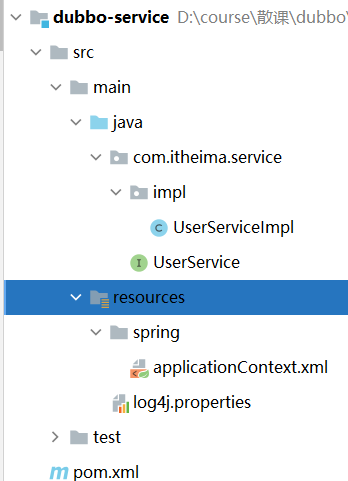 dubbo-service D:\course\散课\dubbo\
src
main
java
com.itheima.service
impl
C UserServiceImpl
I UserService
resources
spring
applicationContext.xml
log4j.properties
test
m pom.xml